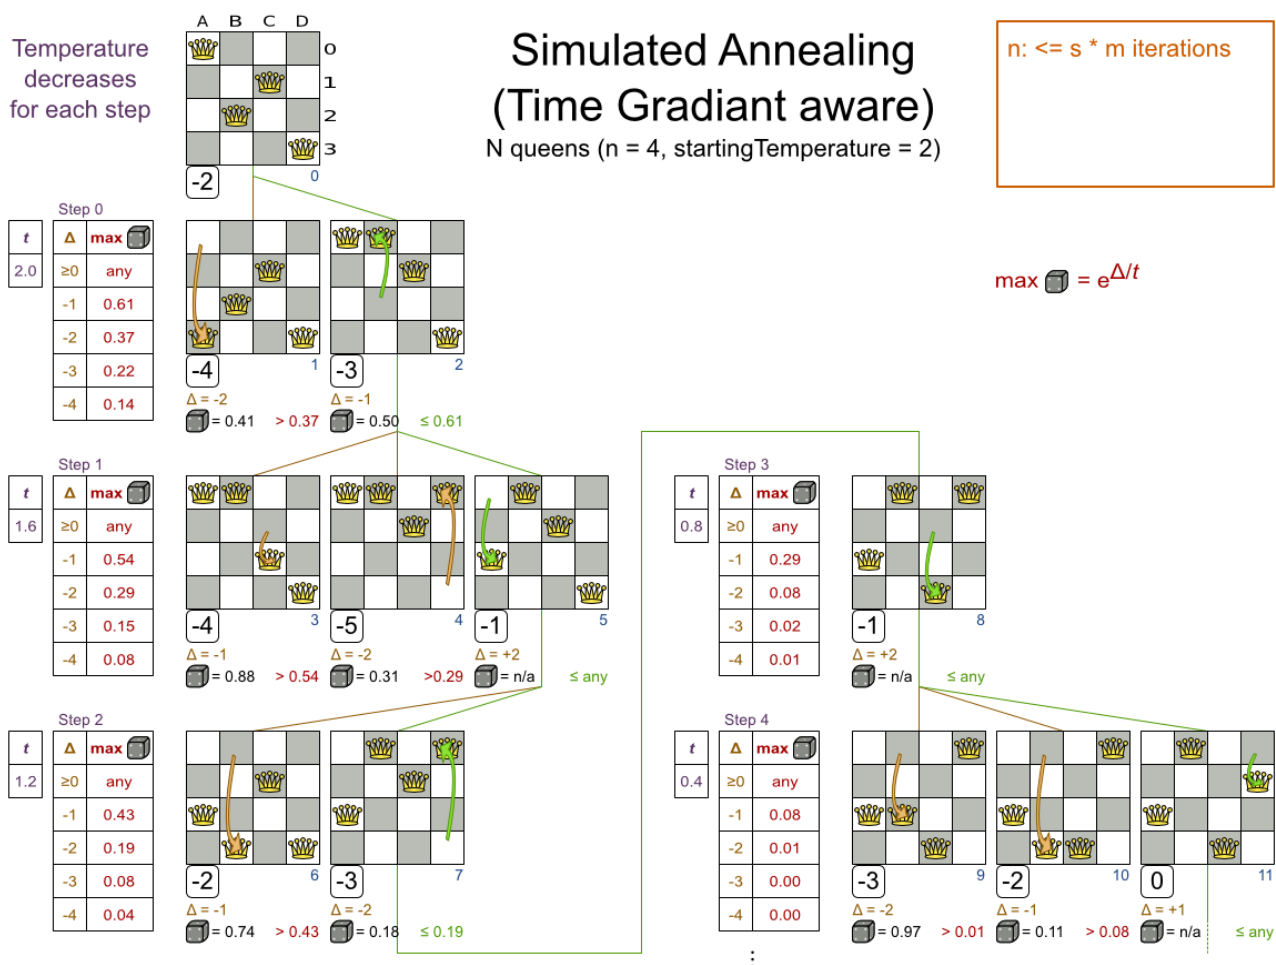 Temperature
decreases
for each step
A B C D
0
1
2
3
-2
0
Simulated Annealing
(Time Gradiant aware)
N queens (n = 4, startingTemperature = 2)
n: <= s * m iterations
max = e^Δ/t
Step 0
t
2.0
Δ max
≥0 any
-1 0.61
-2 0.37
-3 0.22
-4 0.14
-4
1
Δ = -2
= 0.41 > 0.37
-3
2
Δ = -1
= 0.50 ≤ 0.61
Step 1
t
1.6
Δ max
≥0 any
-1 0.54
-2 0.29
-3 0.15
-4 0.08
-4
3
Δ = -1
= 0.88 > 0.54
-5
4
Δ = -2
= 0.31 >0.29
-1
5
Δ = +2
= n/a ≤ any
Step 2
t
1.2
Δ max
≥0 any
-1 0.43
-2 0.19
-3 0.08
-4 0.04
-2
6
Δ = -1
= 0.74 > 0.43
-3
7
Δ = -2
= 0.18 ≤ 0.19
Step 3
t
0.8
Δ max
≥0 any
-1 0.29
-2 0.08
-3 0.02
-4 0.01
-1
8
Δ = +2
= n/a ≤ any
Step 4
t
0.4
Δ max
≥0 any
-1 0.08
-2 0.01
-3 0.00
-4 0.00
-3
9
Δ = -2
= 0.97 > 0.01
-2
10
Δ = -1
= 0.11 > 0.08
0
11
Δ = +1
= n/a ≤ any
: